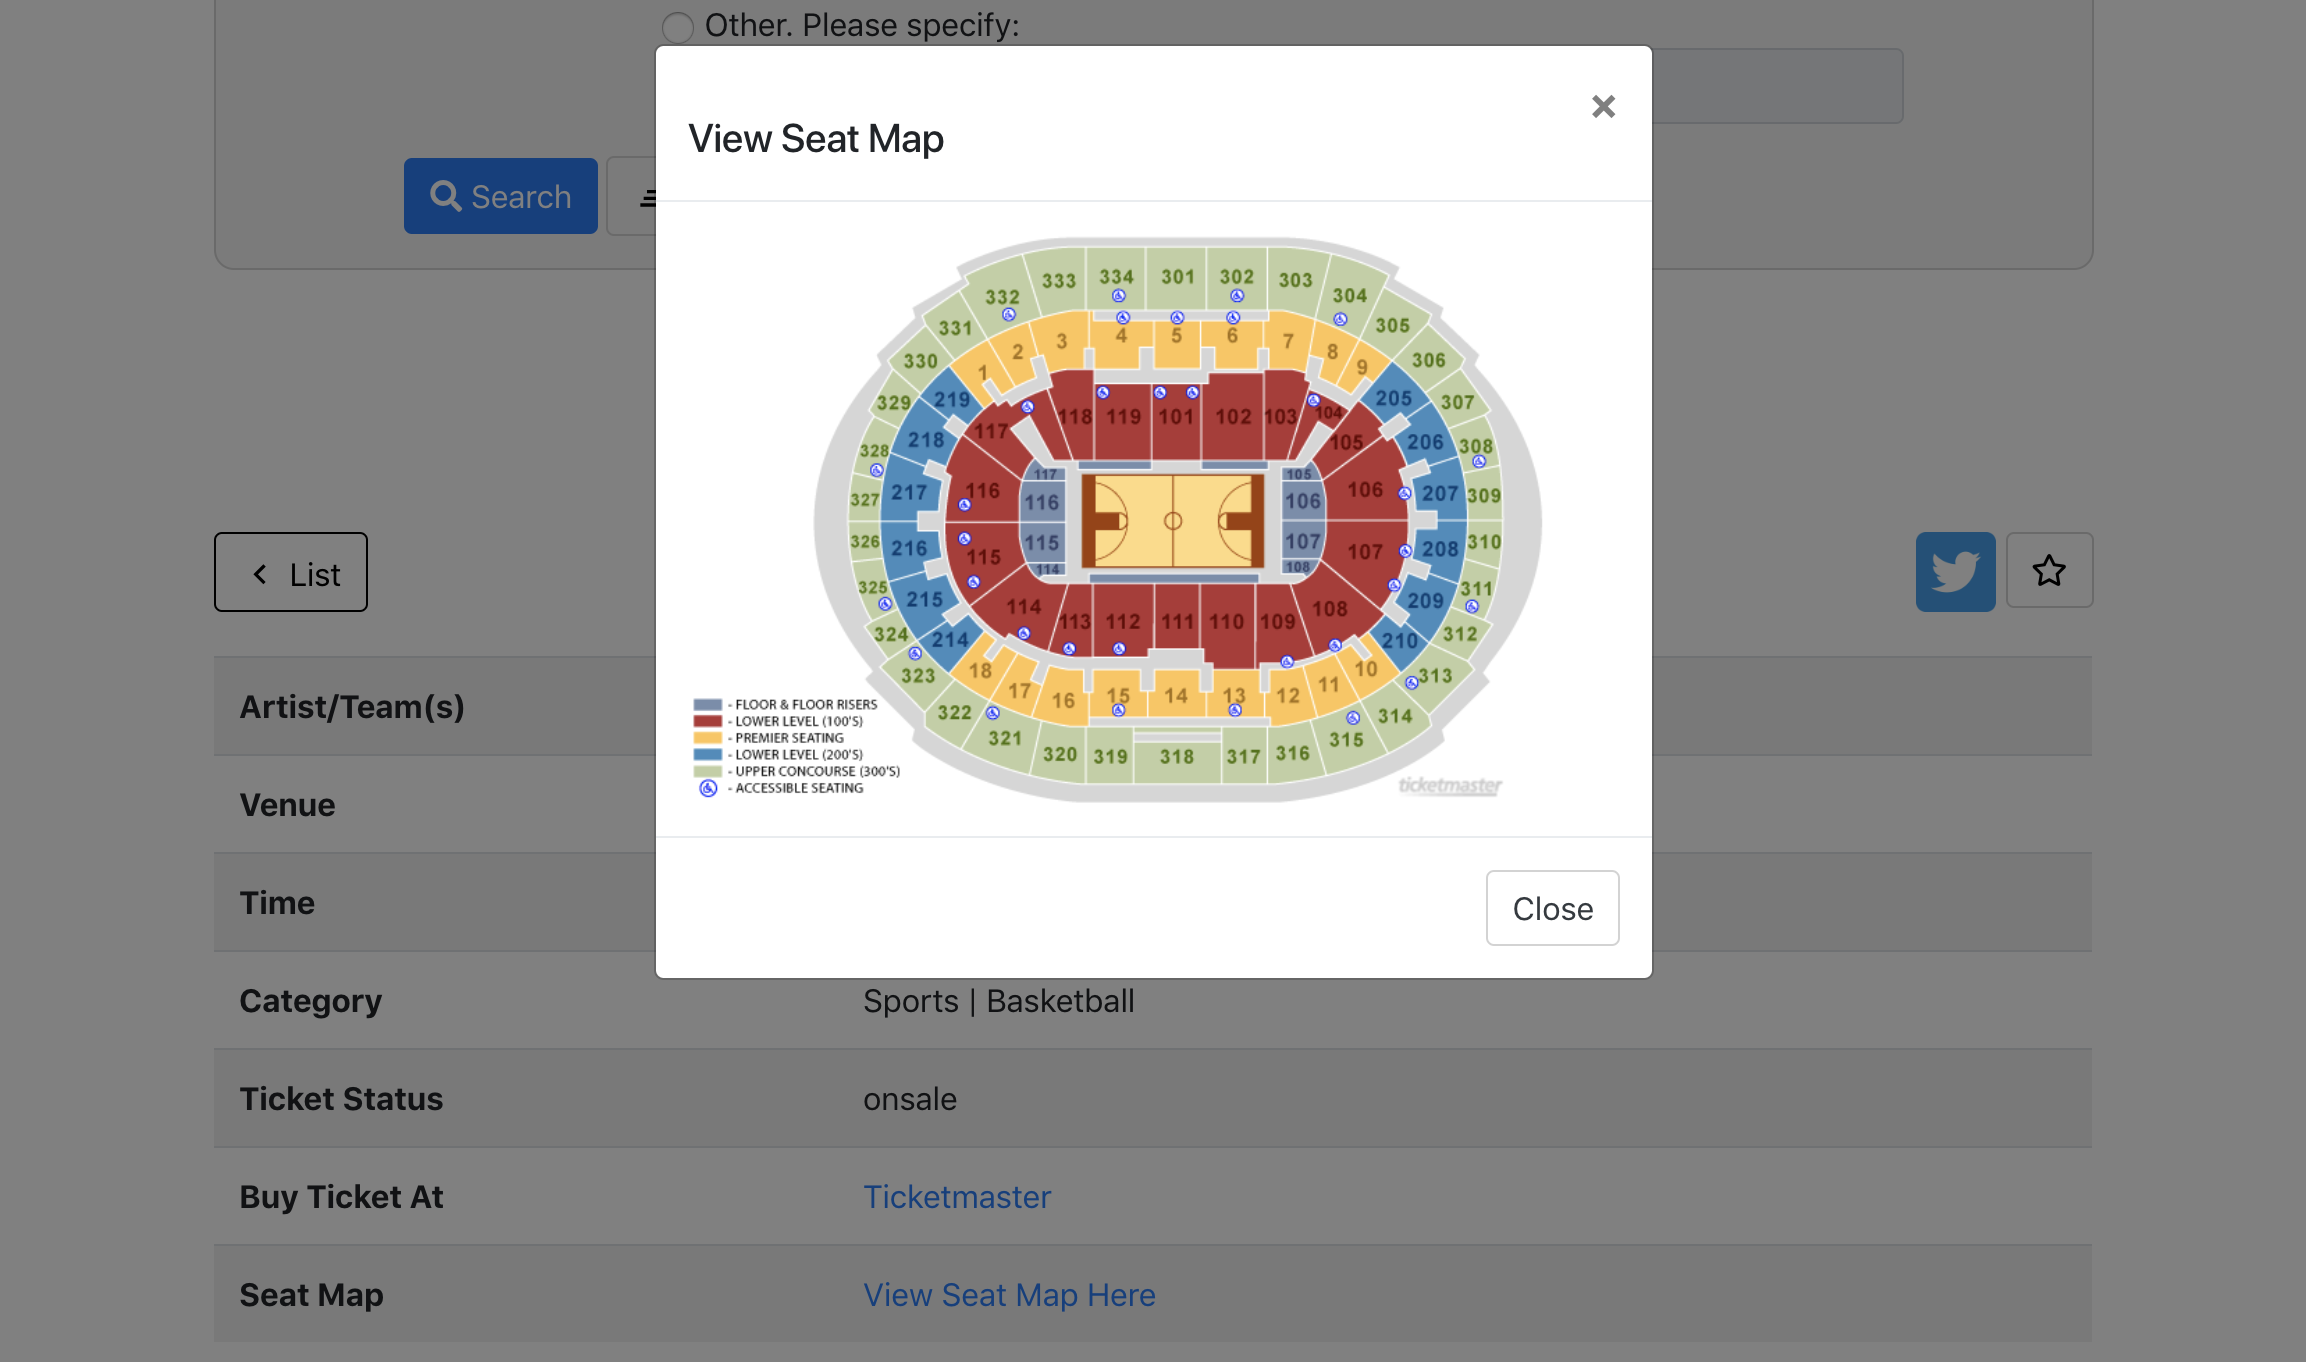 Other. Please specify:
×
View Seat Map
Search
333 334 301 302 303
332 304
331 305
330 306
329 307
328 308
327 309
326 310
325 311
324 312
323 313
322 314
321 315
320 319 318 317 316
1 2 3 4 5 6 7 8 9
219 205
218 206
217 207
216 208
215 209
214 210
117 118 119 101 102 103 104 105
116 106
115 107
114 113 112 111 110 109 108
117 105
116 106
115 107
114 108
18 17 16 15 14 13 12 11 10
- FLOOR & FLOOR RISERS
- LOWER LEVEL (100'S)
- PREMIER SEATING
- LOWER LEVEL (200'S)
- UPPER CONCOURSE (300'S)
- ACCESSIBLE SEATING
ticketmaster
Close
List
Artist/Team(s)
Venue
Time
Category Sports | Basketball
Ticket Status onsale
Buy Ticket At Ticketmaster
Seat Map View Seat Map Here